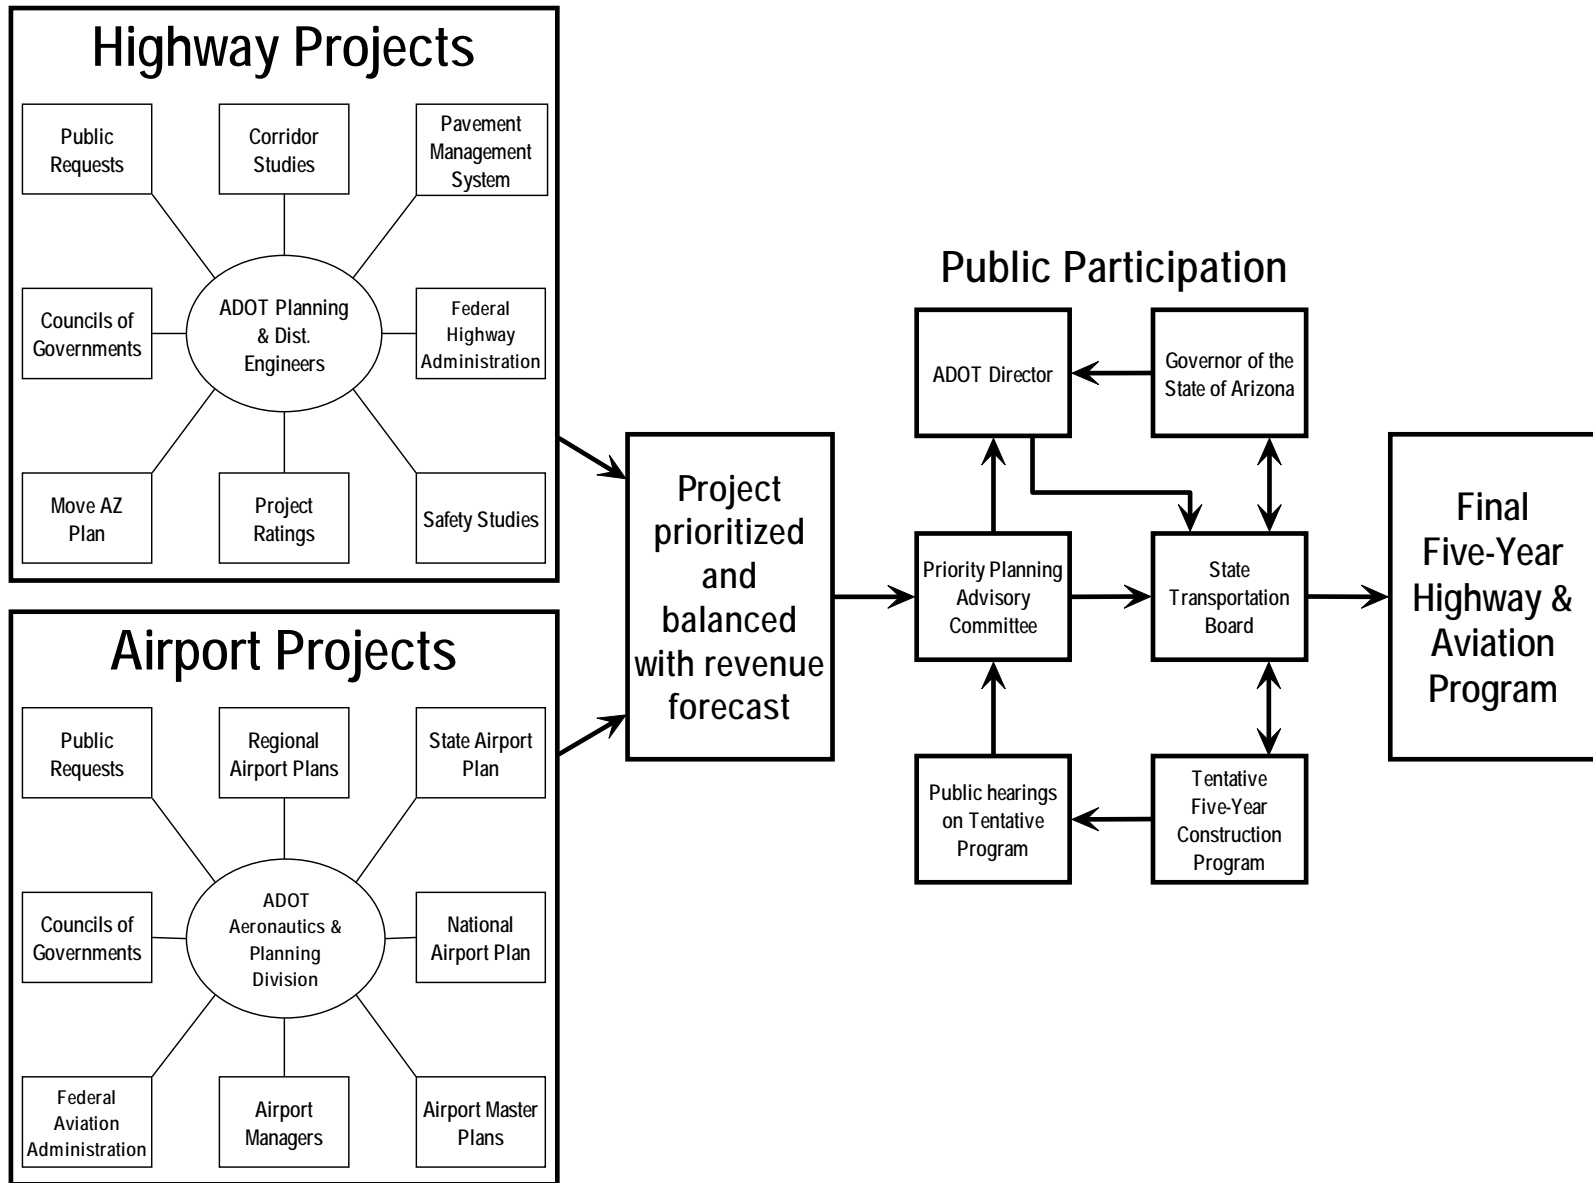 Highway Projects
Public
Requests
Corridor
Studies
Pavement
Management
System
Councils of
Governments
ADOT Planning
& Dist.
Engineers
Federal
Highway
Administration
Move AZ
Plan
Project
Ratings
Safety Studies
Airport Projects
Public
Requests
Regional
Airport Plans
State Airport
Plan
Councils of
Governments
ADOT
Aeronautics &
Planning
Division
National
Airport Plan
Federal
Aviation
Administration
Airport
Managers
Airport Master
Plans
Project
prioritized
and
balanced
with revenue
forecast
Public Participation
ADOT Director
Governor of the
State of Arizona
Priority Planning
Advisory
Committee
State
Transportation
Board
Public hearings
on Tentative
Program
Tentative
Five-Year
Construction
Program
Final
Five-Year
Highway &
Aviation
Program